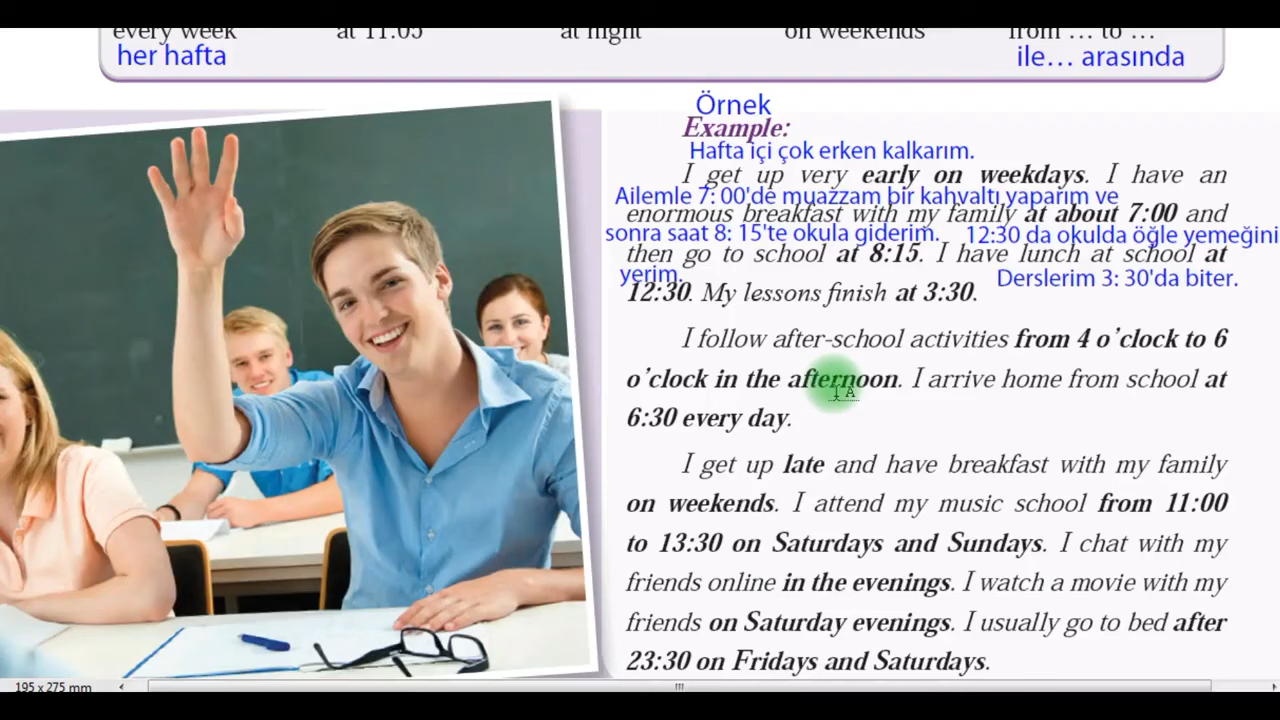 every week at 11:05 at night on weekends from … to …
her hafta ile… arasında
Örnek
Example:
Hafta içi çok erken kalkarım.
I get up very early on weekdays. I have an
Ailemle 7: 00'de muazzam bir kahvaltı yaparım ve
enormous breakfast with my family at about 7:00 and
sonra saat 8: 15'te okula giderim. 12:30 da okulda öğle yemeğini
then go to school at 8:15. I have lunch at school at
yerim. Derslerim 3: 30'da biter.
12:30. My lessons finish at 3:30.
I follow after-school activities from 4 o'clock to 6
o'clock in the afternoon. I arrive home from school at
6:30 every day.
I get up late and have breakfast with my family
on weekends. I attend my music school from 11:00
to 13:30 on Saturdays and Sundays. I chat with my
friends online in the evenings. I watch a movie with my
friends on Saturday evenings. I usually go to bed after
23:30 on Fridays and Saturdays.
195 x 275 mm